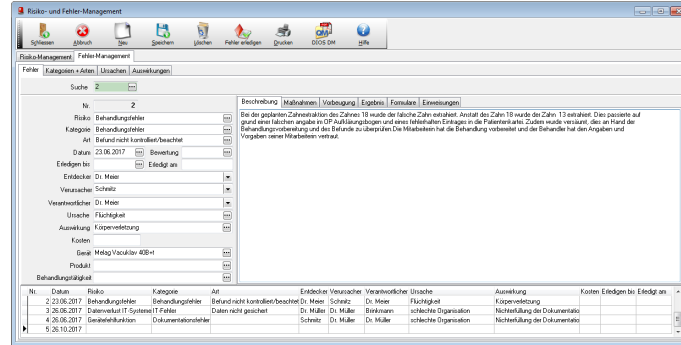 Risiko- und Fehler-Management
Schliessen Abbruch Neu Speichern Löschen Fehler erledigen Drucken DIOS DM Hilfe
Risiko-Management Fehler-Management
Fehler Kategorien + Arten Ursachen Auswirkungen
Suche 2
Beschreibung Maßnahmen Vorbeugung Ergebnis Formulare Einweisungen
Nr. 2
Risiko Behandlungsfehler
Kategorie Behandlungsfehler
Art Befund nicht kontrolliert/beachtet
Datum 23.06.2017 Bewertung
Erledigen bis Erledigt am
Entdecker Dr. Meier
Verursacher Schmitz
Verantwortlicher Dr. Meier
Ursache Flüchtigkeit
Auswirkung Körperverletzung
Kosten
Gerät Melag Vacuklav 40B+!
Produkt
Behandlungstätigkeit
Bei der geplanten Zahnextraktion des Zahnes 18 wurde der falsche Zahn extrahiert. Anstatt des Zahn 18 wurde der Zahn 13 extrahiert. Dies passierte auf
grund einer falschen angabe im OP Aufklärungbogen und eines fehlerhaften Eintrages in die Patientenkartei. Zudem wurde versäumt, dies an Hand der
Behandlungsvorbereitung und des Befunde zu überprüfen.Die Mitarbeiterin hat die Behandlung vorbereitet und der Behandler hat den Angaben und
Vorgaben seiner Mitarbeiterin vertraut.
Nr. Datum Risiko Kategorie Art Entdecker Verursacher Verantwortlicher Ursache Auswirkung Kosten Erledigen bis Erledigt am
2 23.06.2017 Behandlungsfehler Behandlungsfehler Befund nicht kontrolliert/beachtet Dr. Meier Schmitz Dr. Meier Flüchtigkeit Körperverletzung
3 26.06.2017 Datenverlust IT-Systeme IT-Fehler Daten nicht gesichert Dr. Müller Dr. Müller Brinkmann schlechte Organisation Nichterfüllung der Dokumentatio
4 26.06.2017 Gerätefehlfunktion Dokumentationsfehler Schmitz Dr. Müller Dr. Müller schlechte Organisation Nichterfüllung der Dokumentatio
5 26.10.2017